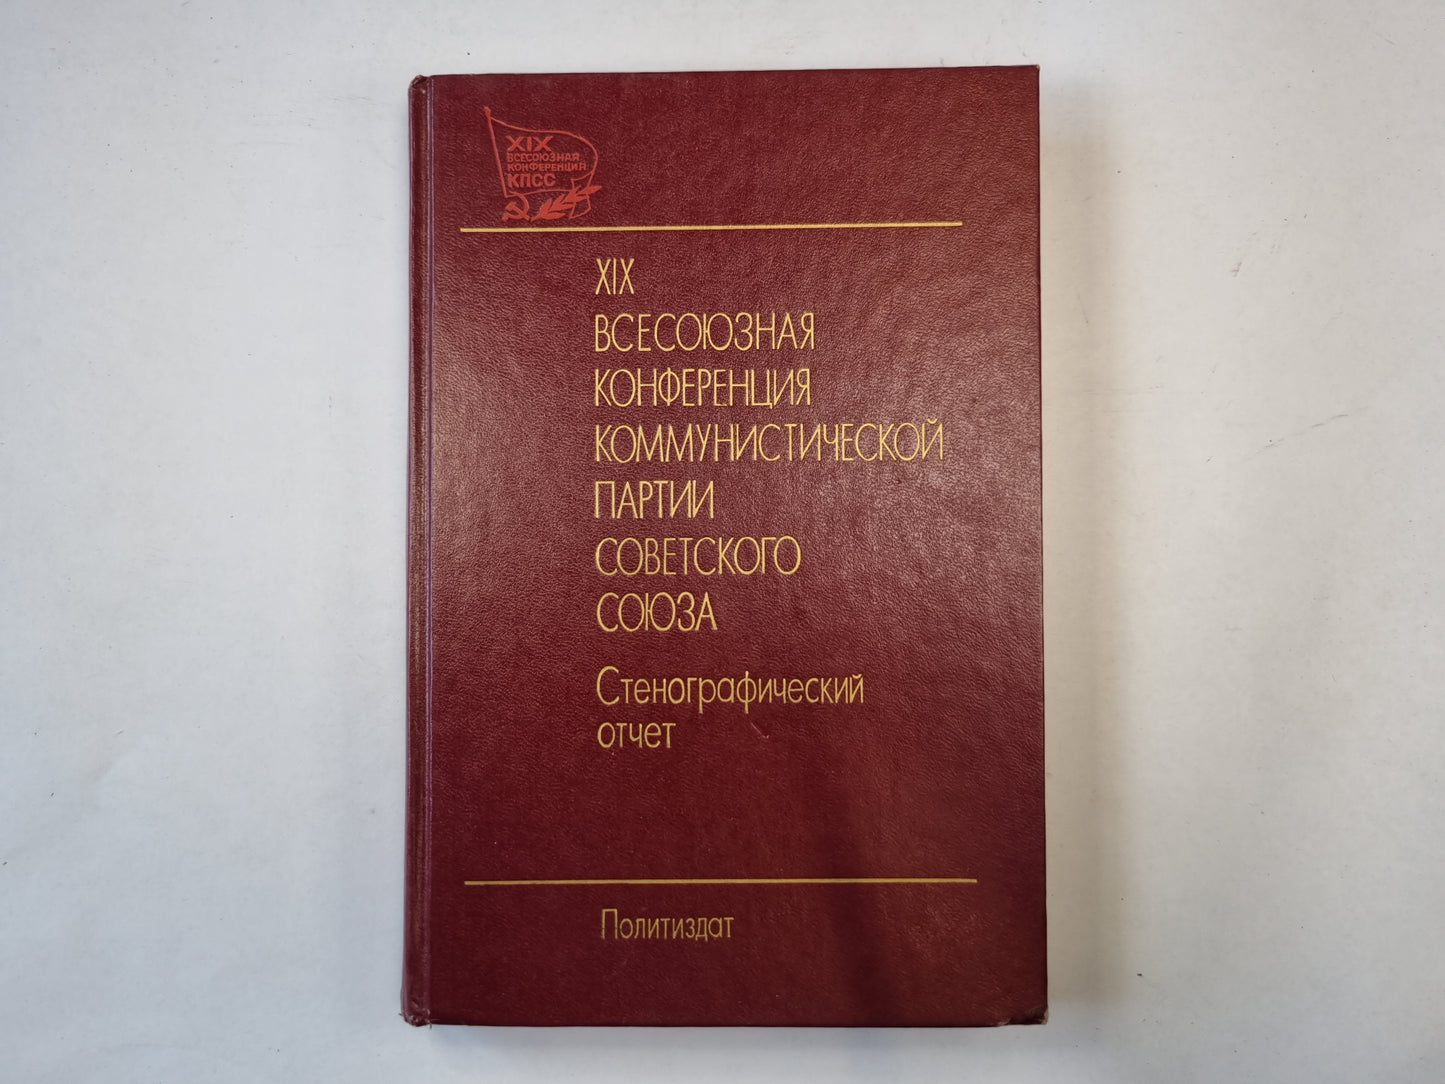 XIX
ВСЕСОЮЗНАЯ
КОНФЕРЕНЦИЯ
КПСС
XIX
ВСЕСОЮЗНАЯ
КОНФЕРЕНЦИЯ
КОММУНИСТИЧЕСКОЙ
ПАРТИИ
СОВЕТСКОГО
СОЮЗА
Стенографический
отчет
Политиздат